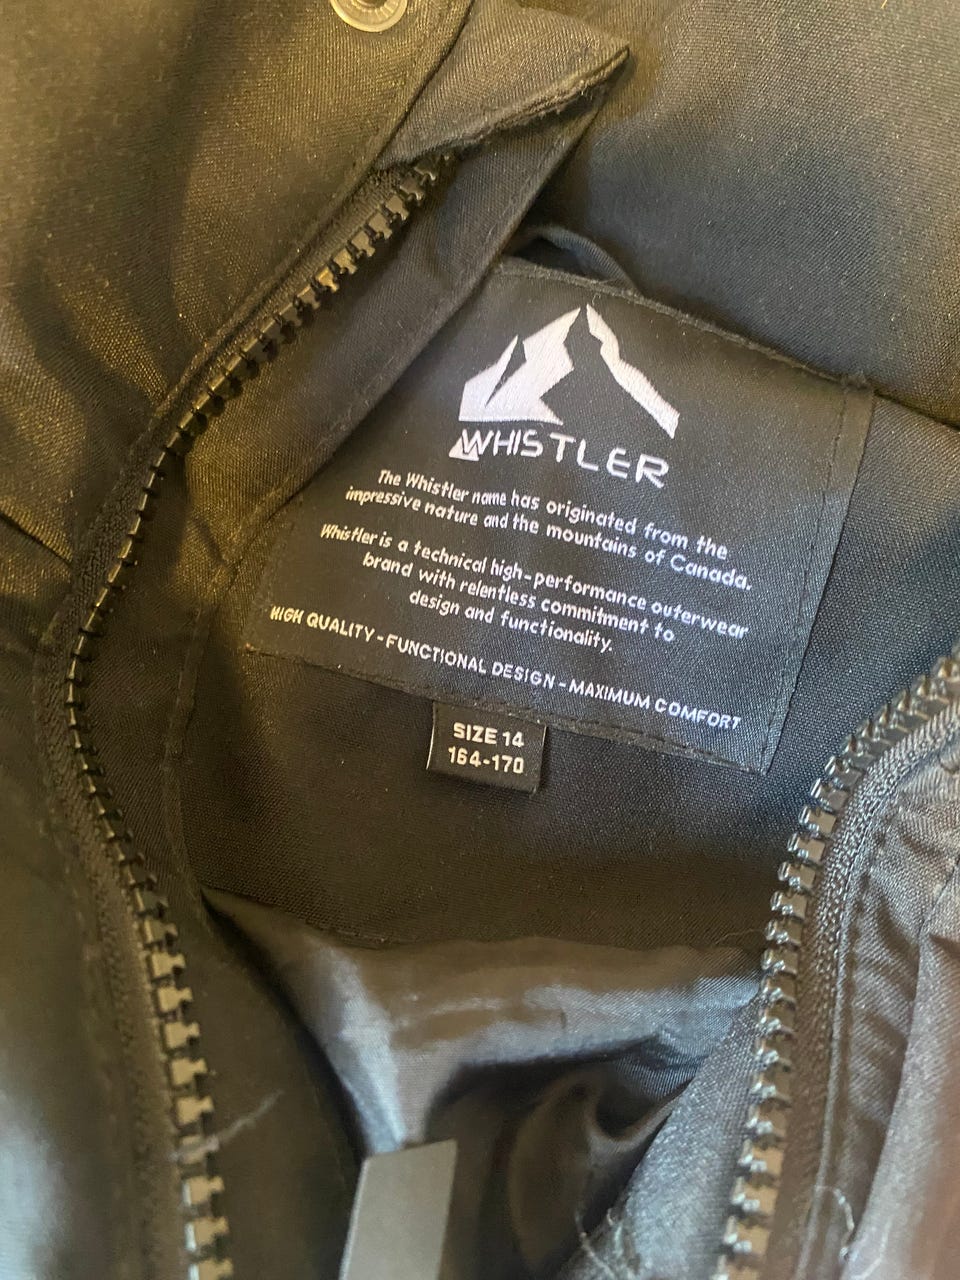 WHISTLER
The Whistler name has originated from the
impressive nature and the mountains of Canada.
Whistler is a technical high-performance outerwear
brand with relentless commitment to
design and functionality.
HIGH QUALITY - FUNCTIONAL DESIGN - MAXIMUM COMFORT
SIZE 14
164-170